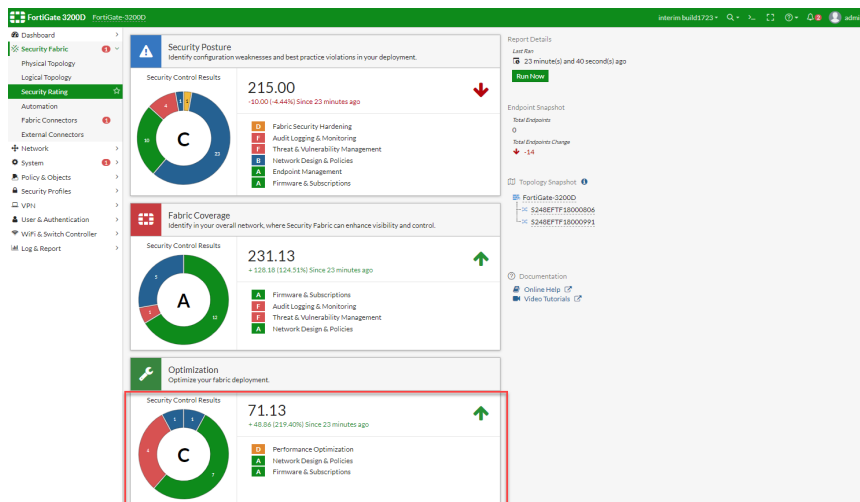 FortiGate 3200D FortiGate-3200D
interim build1723
admi
Dashboard
Security Fabric 1
Physical Topology
Logical Topology
Security Rating
Automation
Fabric Connectors 1
External Connectors
Network
System 1
Policy & Objects
Security Profiles
VPN
User & Authentication
WiFi & Switch Controller
Log & Report
Security Posture
Identify configuration weaknesses and best practice violations in your deployment.
Security Control Results
4 1 1
10
C
23
215.00
-10.00 (-4.44%) Since 23 minutes ago
D Fabric Security Hardening
F Audit Logging & Monitoring
F Threat & Vulnerability Management
B Network Design & Policies
A Endpoint Management
A Firmware & Subscriptions
Fabric Coverage
Identify in your overall network, where Security Fabric can enhance visibility and control.
Security Control Results
5
A
1
12
231.13
+ 128.18 (124.51%) Since 23 minutes ago
A Firmware & Subscriptions
F Audit Logging & Monitoring
F Threat & Vulnerability Management
A Network Design & Policies
Optimization
Optimize your fabric deployment.
Security Control Results
1 1
4
C
7
71.13
+ 48.86 (219.40%) Since 23 minutes ago
D Performance Optimization
A Network Design & Policies
A Firmware & Subscriptions
Report Details
Last Ran
23 minute(s) and 40 second(s) ago
Run Now
Endpoint Snapshot
Total Endpoints
0
Total Endpoints Change
-14
Topology Snapshot
FortiGate-3200D
S248EFTF18000806
S248EFTF18000991
Documentation
Online Help
Video Tutorials